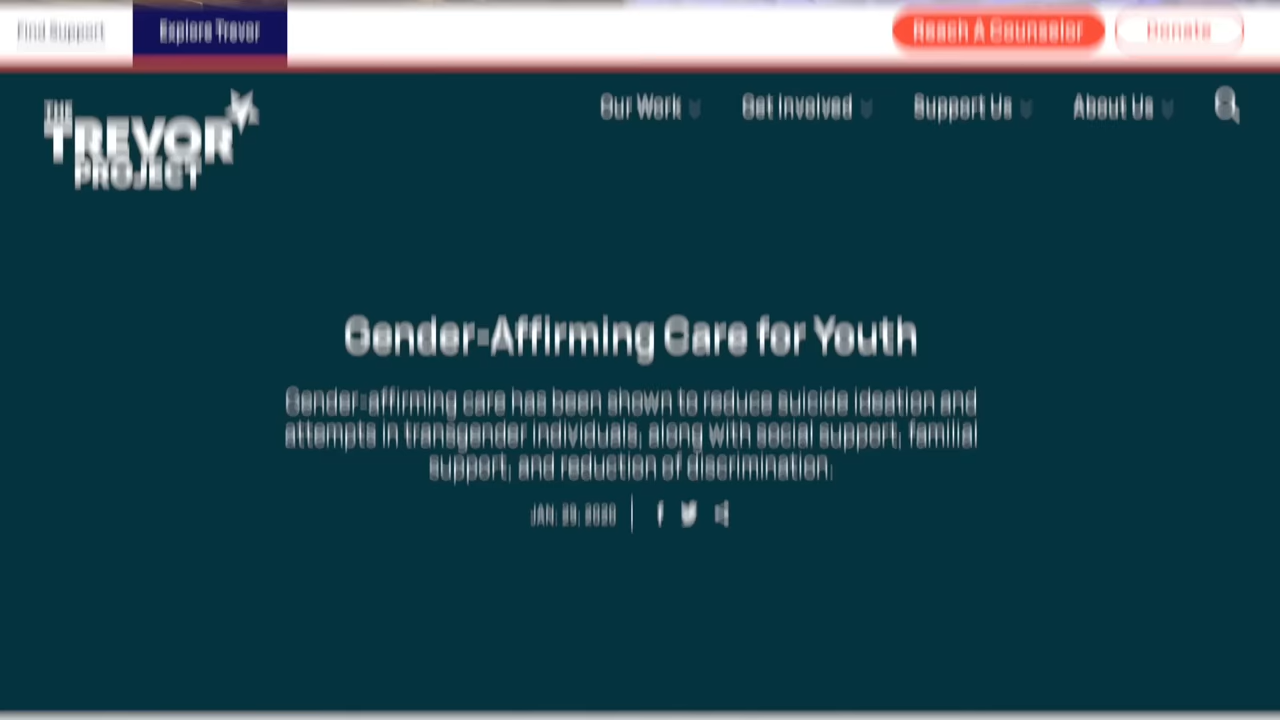 Find Support
Explore Trevor
Reach A Counselor
Donate
THE
TREVOR
PROJECT
Our Work
Get Involved
Support Us
About Us
Gender-Affirming Care for Youth
Gender-affirming care has been shown to reduce suicide ideation and
attempts in transgender individuals, along with social support, familial
support, and reduction of discrimination.
JAN. 29, 2020